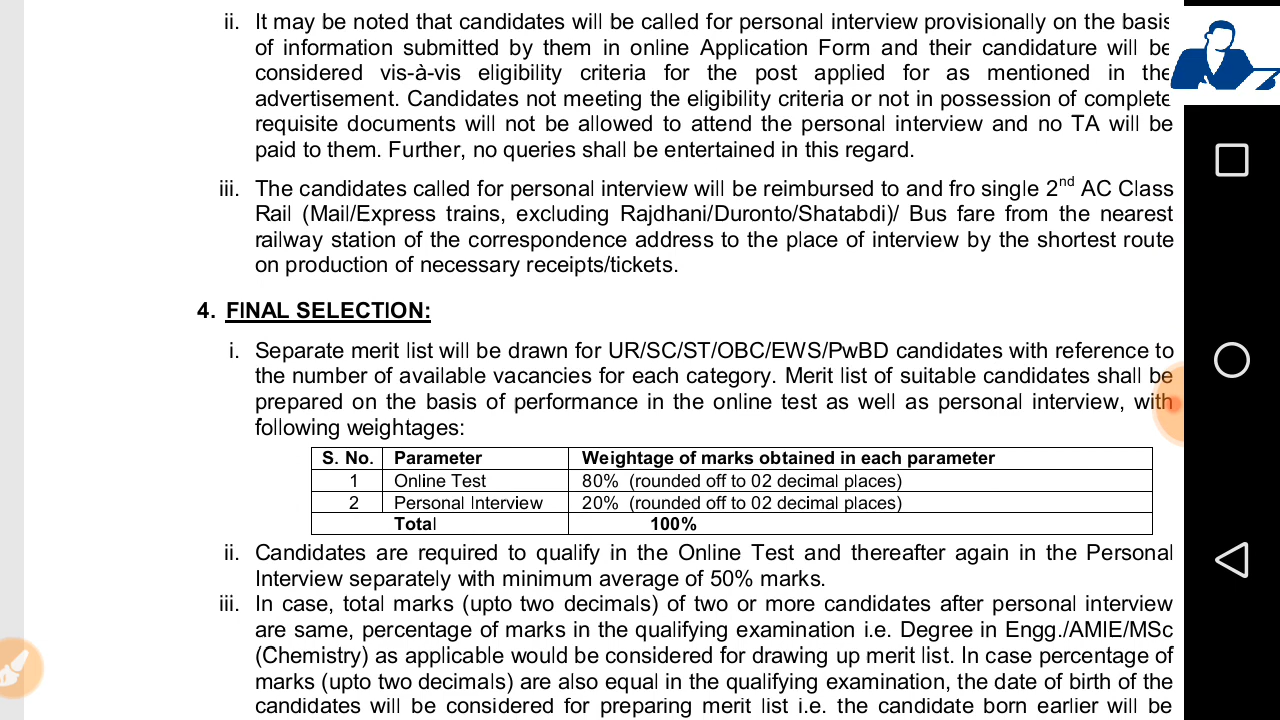 ii. It may be noted that candidates will be called for personal interview provisionally on the basis
of information submitted by them in online Application Form and their candidature will be
considered vis-à-vis eligibility criteria for the post applied for as mentioned in the
advertisement. Candidates not meeting the eligibility criteria or not in possession of complete
requisite documents will not be allowed to attend the personal interview and no TA will be
paid to them. Further, no queries shall be entertained in this regard.
iii. The candidates called for personal interview will be reimbursed to and fro single 2nd AC Class
Rail (Mail/Express trains, excluding Rajdhani/Duronto/Shatabdi)/ Bus fare from the nearest
railway station of the correspondence address to the place of interview by the shortest route
on production of necessary receipts/tickets.
4. FINAL SELECTION:
i. Separate merit list will be drawn for UR/SC/ST/OBC/EWS/PwBD candidates with reference to
the number of available vacancies for each category. Merit list of suitable candidates shall be
prepared on the basis of performance in the online test as well as personal interview, with
following weightages:
S. No. Parameter Weightage of marks obtained in each parameter
1 Online Test 80% (rounded off to 02 decimal places)
2 Personal Interview 20% (rounded off to 02 decimal places)
Total 100%
ii. Candidates are required to qualify in the Online Test and thereafter again in the Personal
Interview separately with minimum average of 50% marks.
iii. In case, total marks (upto two decimals) of two or more candidates after personal interview
are same, percentage of marks in the qualifying examination i.e. Degree in Engg./AMIE/MSc
(Chemistry) as applicable would be considered for drawing up merit list. In case percentage of
marks (upto two decimals) are also equal in the qualifying examination, the date of birth of the
candidates will be considered for preparing merit list i.e. the candidate born earlier will be